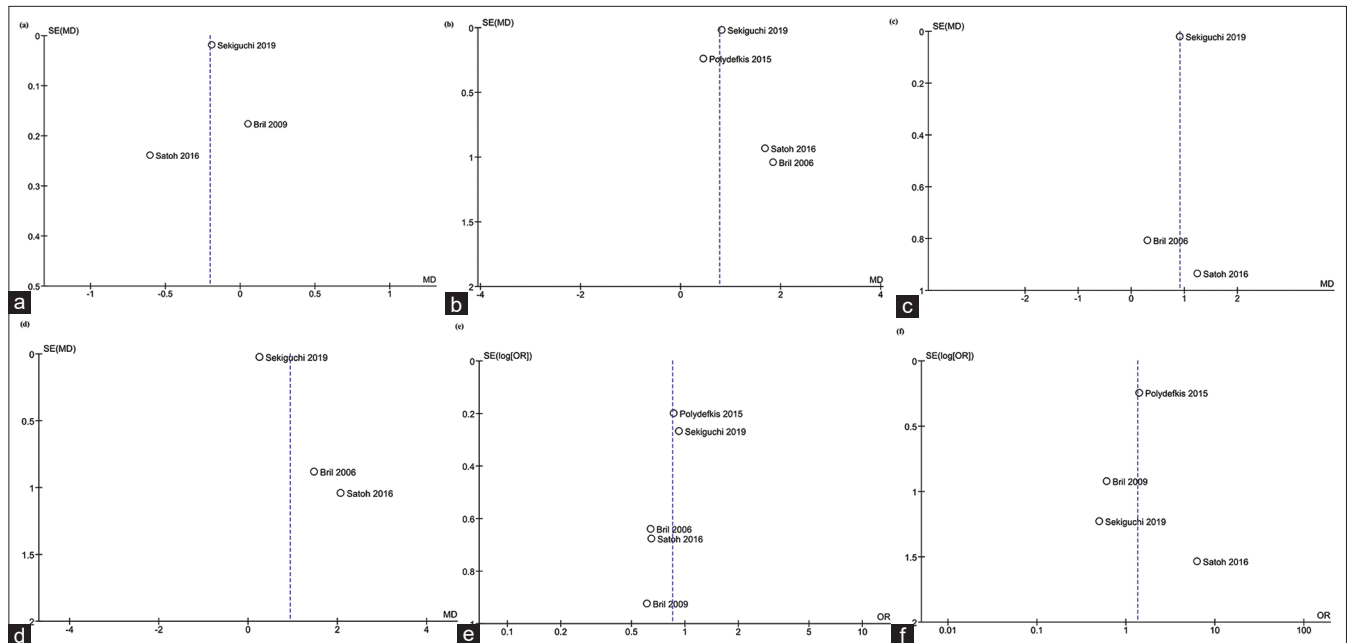 (a)
SE(MD)
0
0.1
0.2
0.3
0.4
0.5
Sekiguchi 2019
Bril 2009
Satoh 2016
MD
-1
-0.5
0
0.5
1
a
(b)
SE(MD)
0
0.5
1
1.5
2
Sekiguchi 2019
Polydefkis 2015
Satoh 2016
Bril 2006
MD
-4
-2
0
2
4
b
(c)
SE(MD)
0
0.2
0.4
0.6
0.8
1
Sekiguchi 2019
Bril 2006
Satoh 2016
MD
-2
-1
0
1
2
c
(d)
SE(MD)
0
0.5
1
1.5
2
Sekiguchi 2019
Bril 2006
Satoh 2016
MD
-4
-2
0
2
4
d
(e)
SE(log[OR])
0
0.2
0.4
0.6
0.8
1
Polydefkis 2015
Sekiguchi 2019
Bril 2006
Satoh 2016
Bril 2009
OR
0.1
0.2
0.5
1
2
5
10
e
(f)
SE(log[OR])
0
0.5
1
1.5
2
Polydefkis 2015
Bril 2009
Sekiguchi 2019
Satoh 2016
OR
0.01
0.1
1
10
100
f